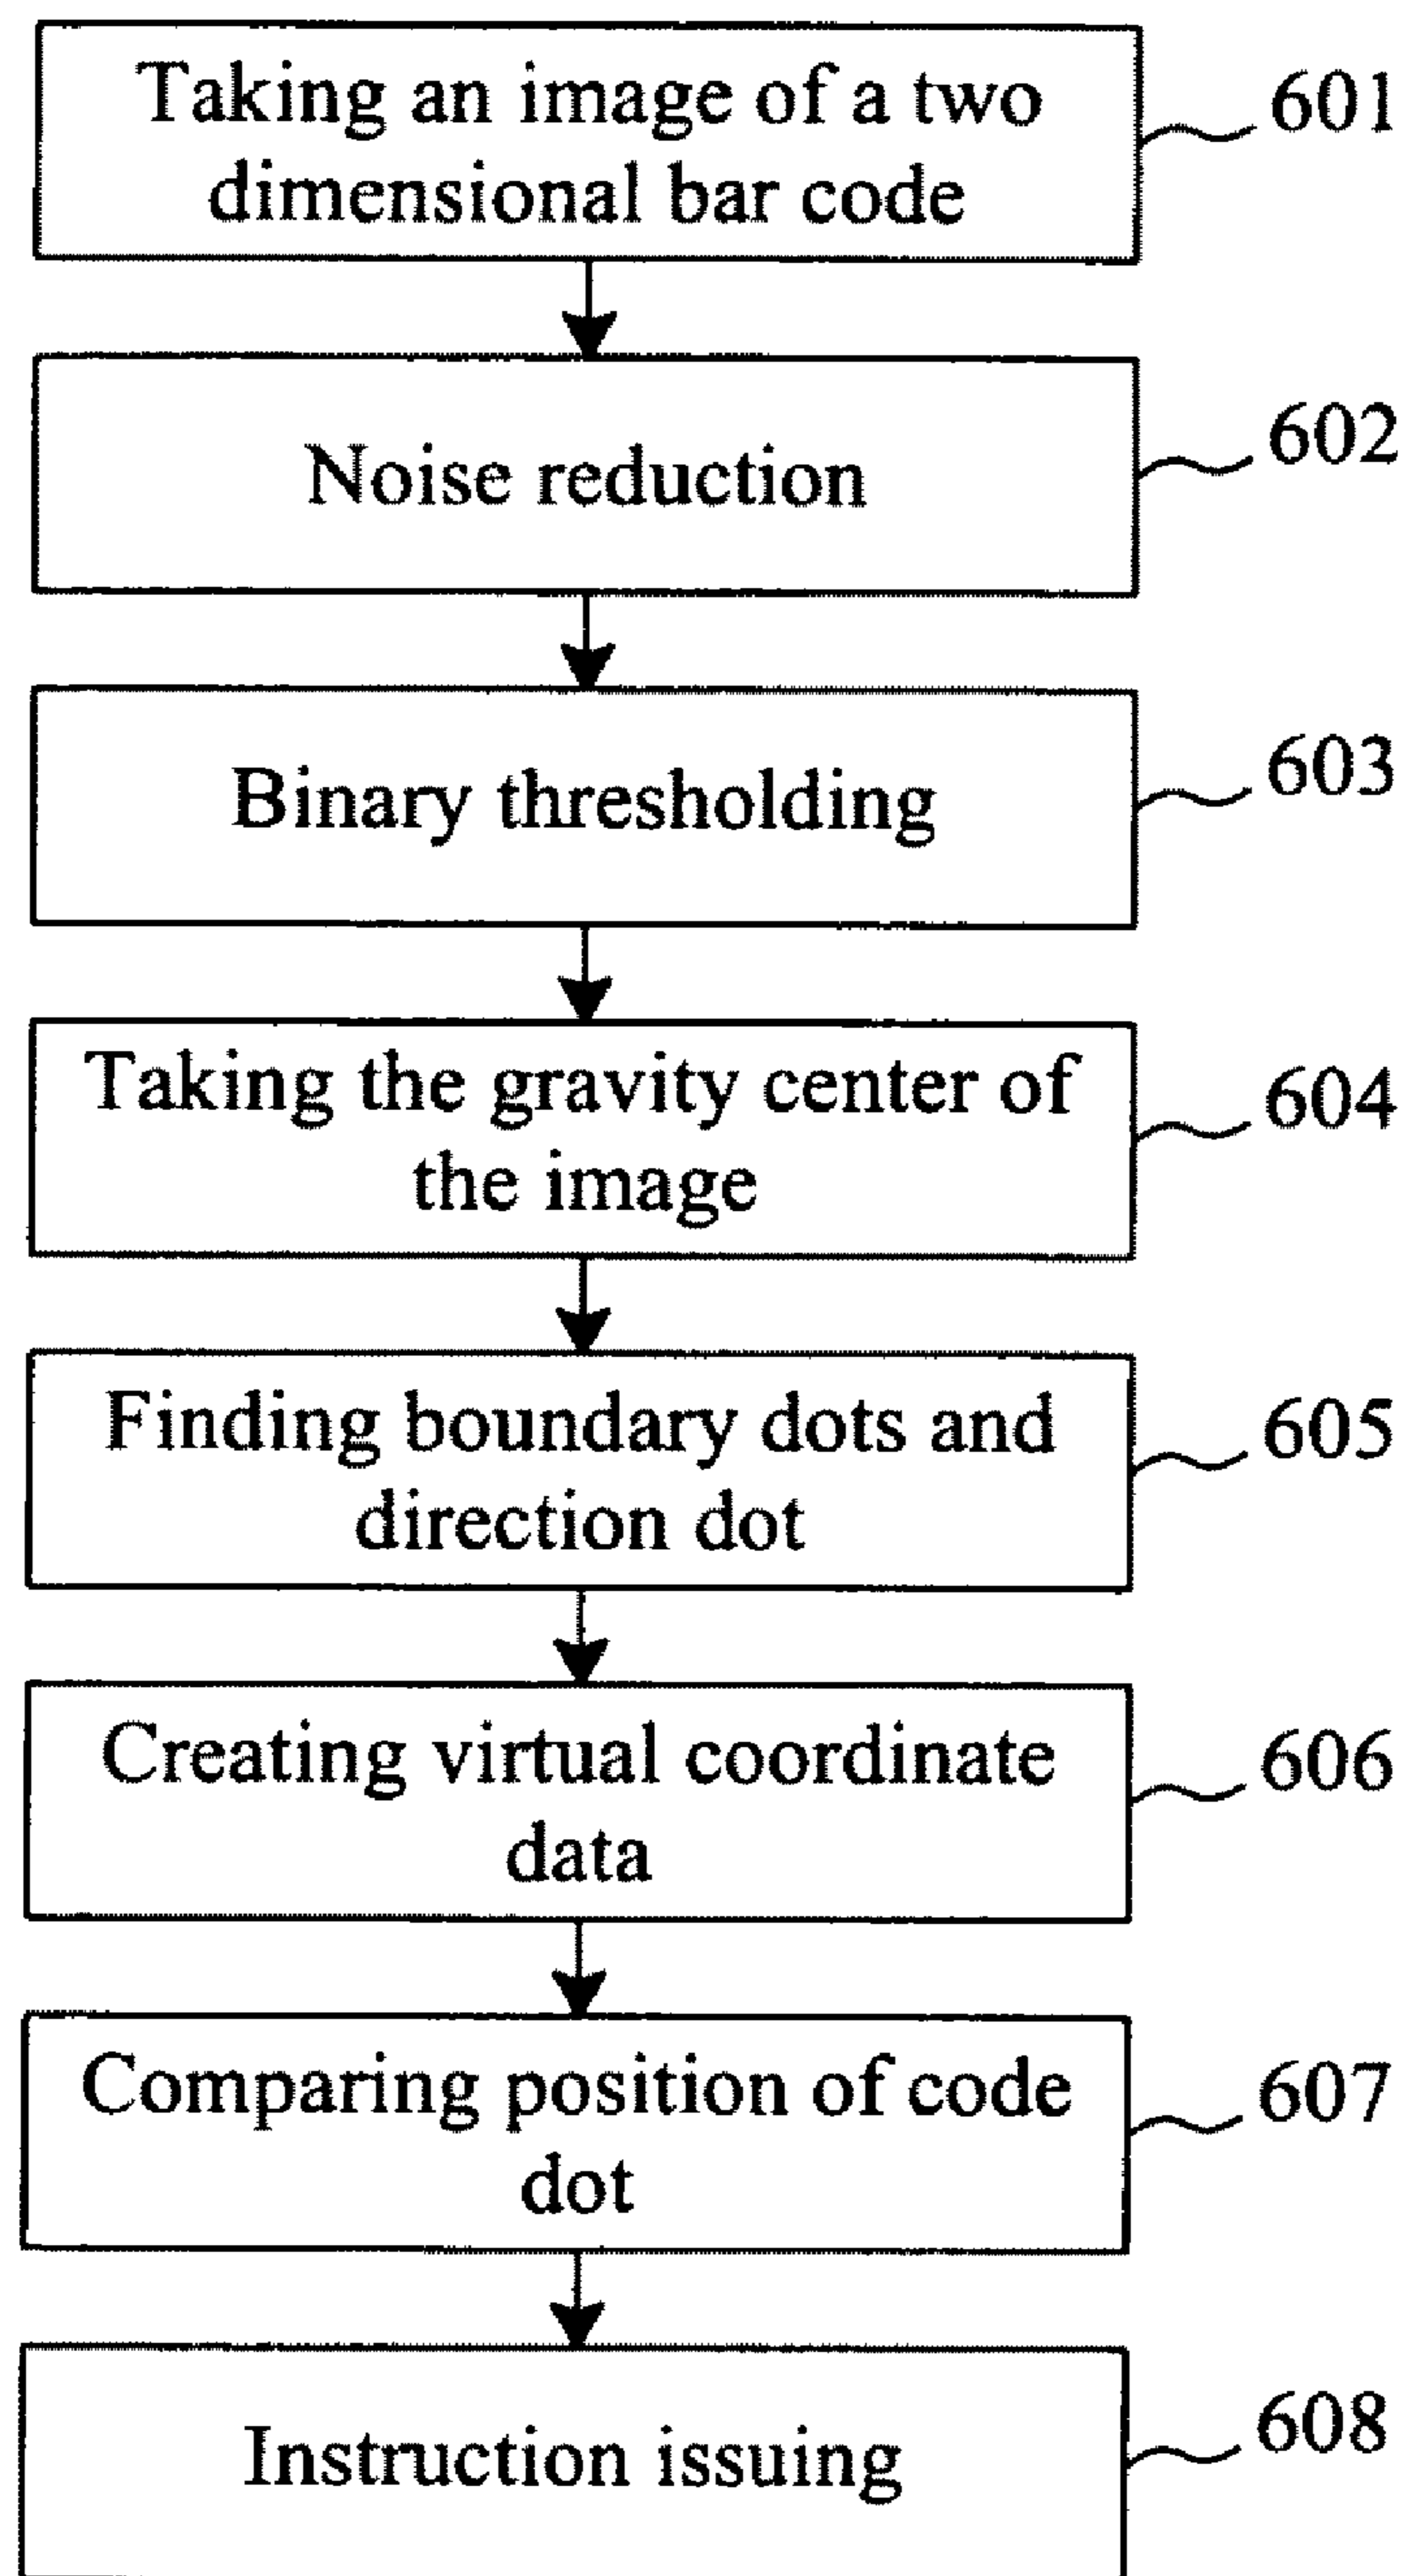 Taking an image of a two
dimensional bar code
601
Noise reduction
602
Binary thresholding
603
Taking the gravity center of
the image
604
Finding boundary dots and
direction dot
605
Creating virtual coordinate
data
606
Comparing position of code
dot
607
Instruction issuing
608